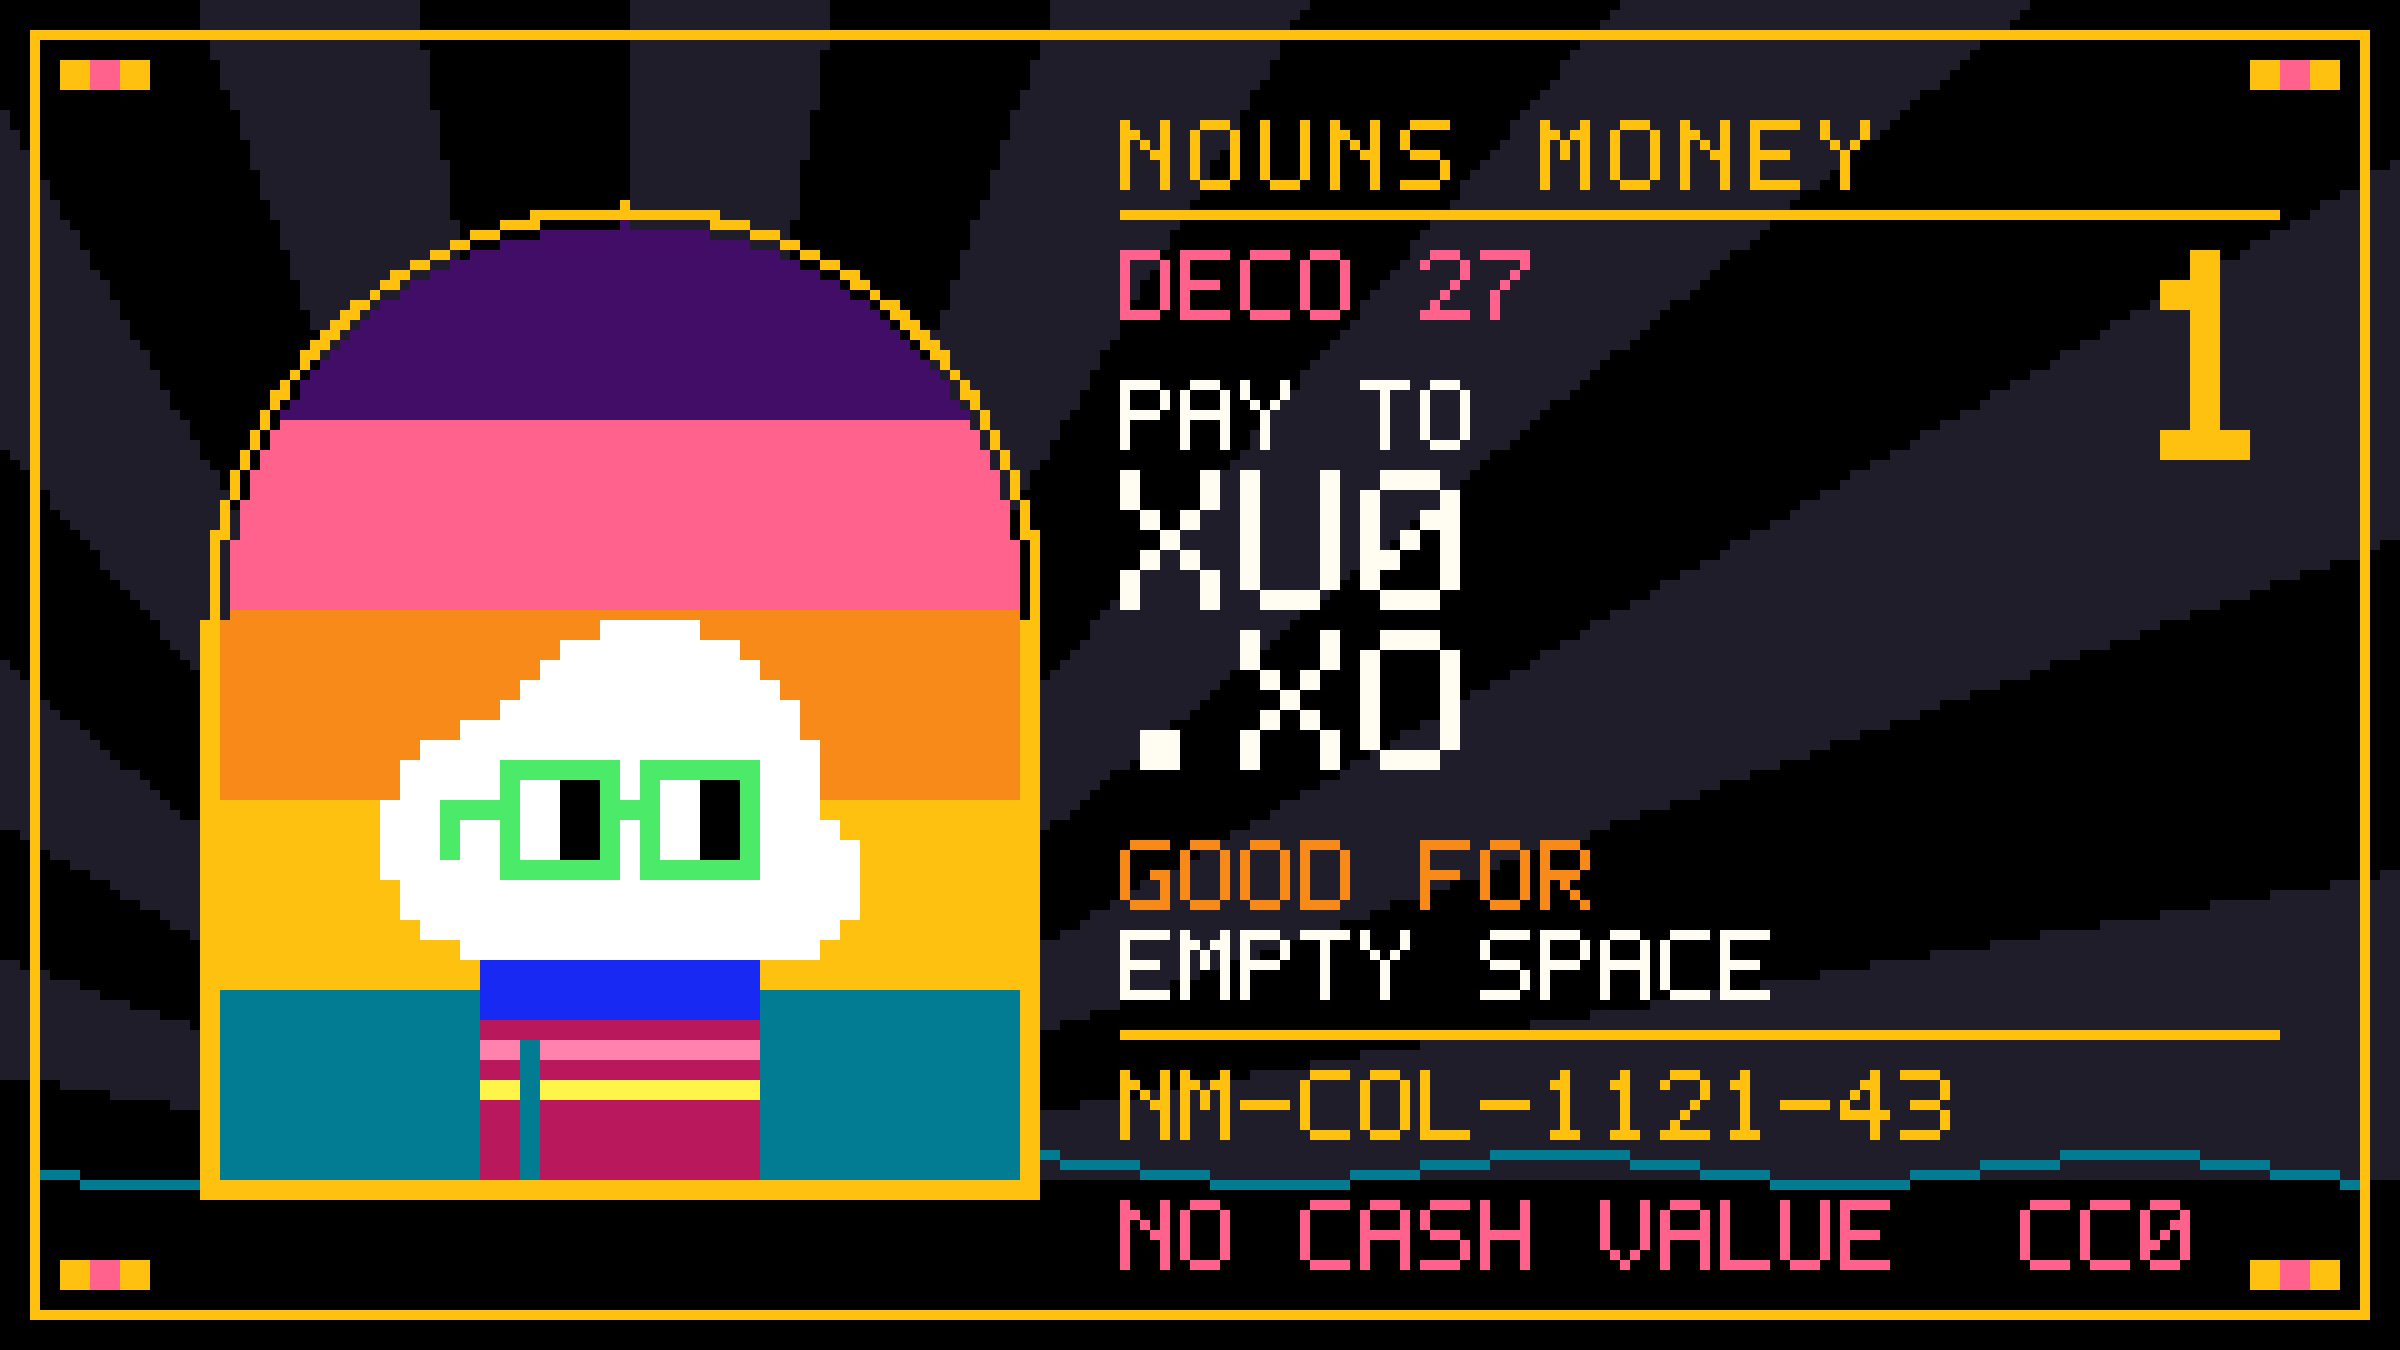 NOUNS MONEY
DECO 27
1
PAY TO
XU0
.XO
GOOD FOR
EMPTY SPACE
NM-COL-1121-43
NO CASH VALUE CC0